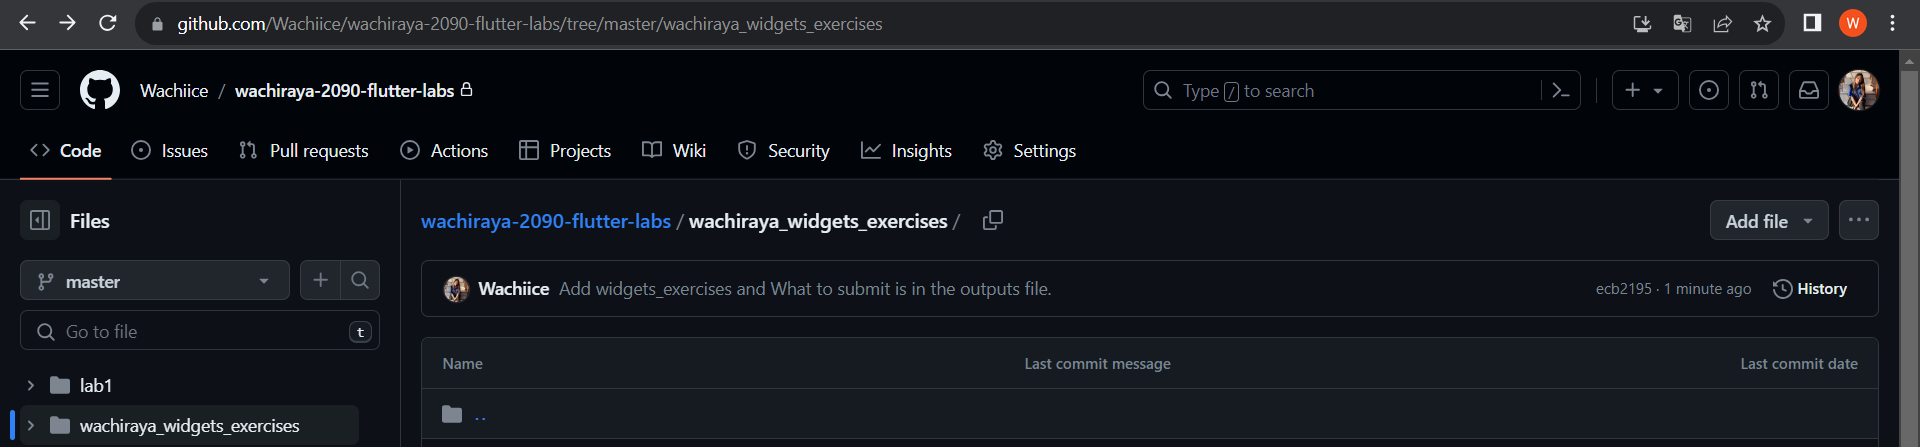 github.com/Wachiice/wachiraya-2090-flutter-labs/tree/master/wachiraya_widgets_exercises
W
Wachiice / wachiraya-2090-flutter-labs
Type / to search
Code Issues Pull requests Actions Projects Wiki Security Insights Settings
Files
wachiraya-2090-flutter-labs / wachiraya_widgets_exercises /
Add file
master
Wachiice Add widgets_exercises and What to submit is in the outputs file.
ecb2195 · 1 minute ago History
Go to file t
Name Last commit message Last commit date
lab1
..
wachiraya_widgets_exercises